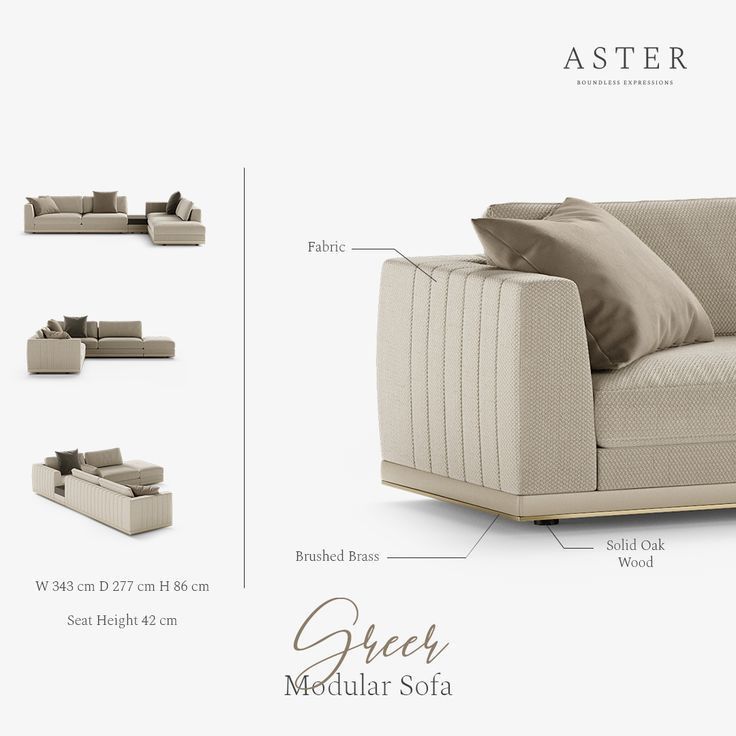 ASTER
BOUNDLESS EXPRESSIONS
Fabric
Brushed Brass
Solid Oak
Wood
W 343 cm D 277 cm H 86 cm
Seat Height 42 cm
Greer
Modular Sofa